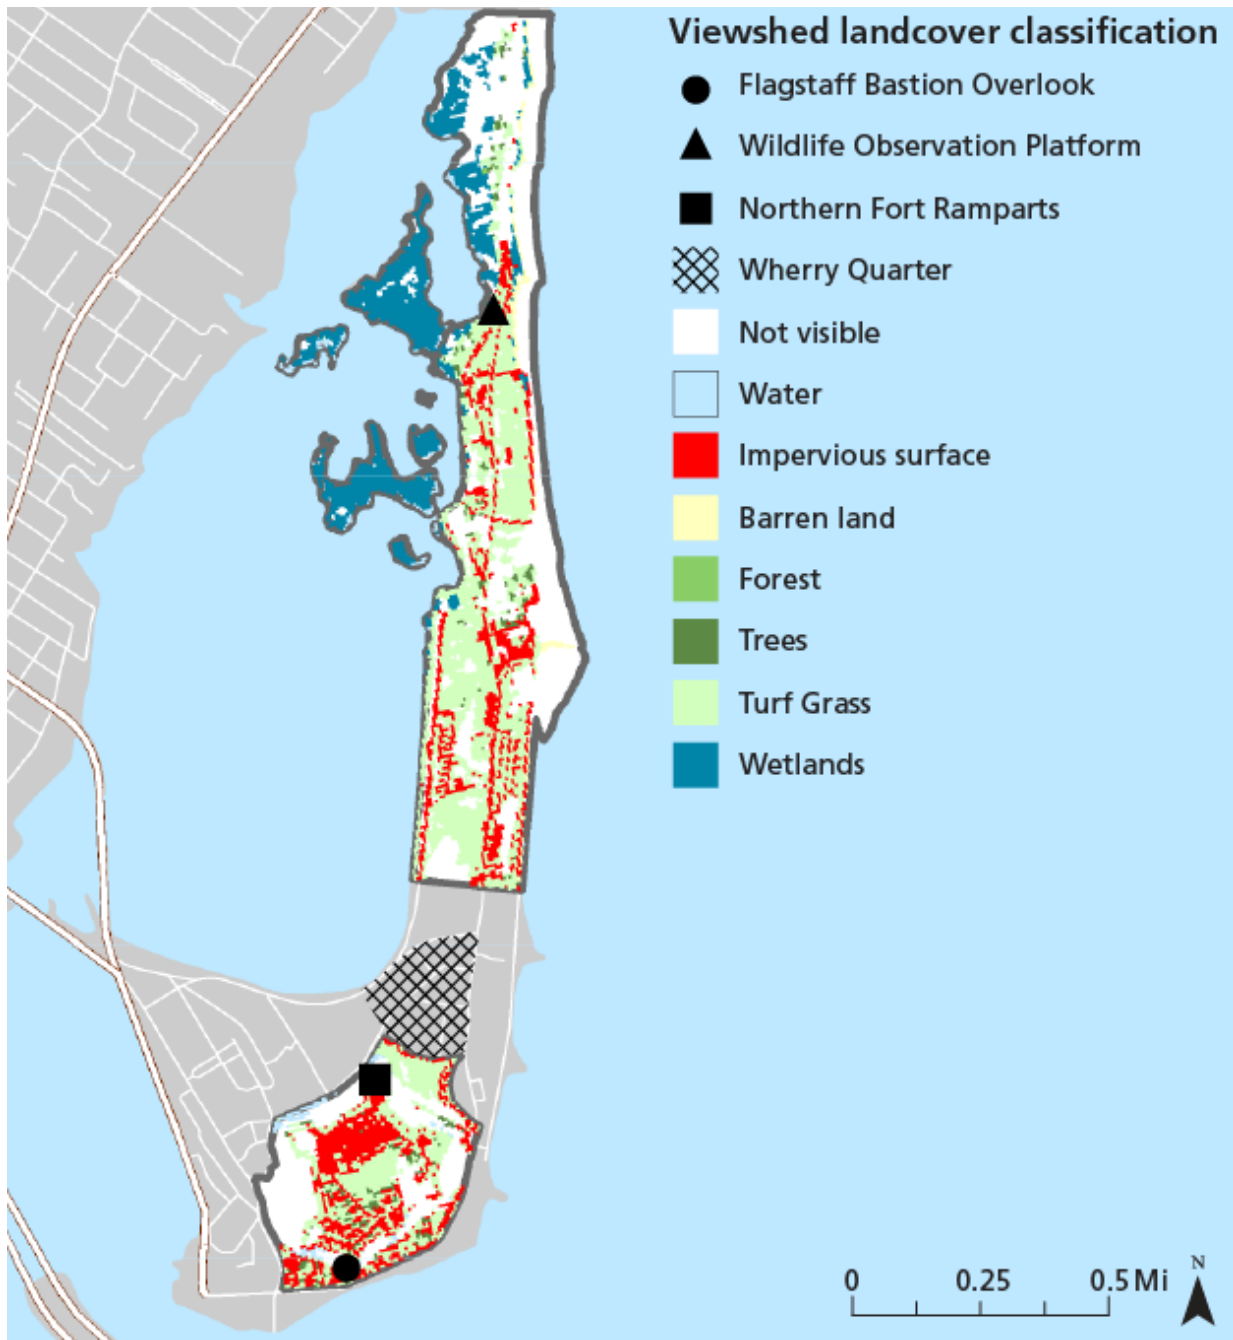 Viewshed landcover classification
Flagstaff Bastion Overlook
Wildlife Observation Platform
Northern Fort Ramparts
Wherry Quarter
Not visible
Water
Impervious surface
Barren land
Forest
Trees
Turf Grass
Wetlands
0 0.25 0.5 Mi
N